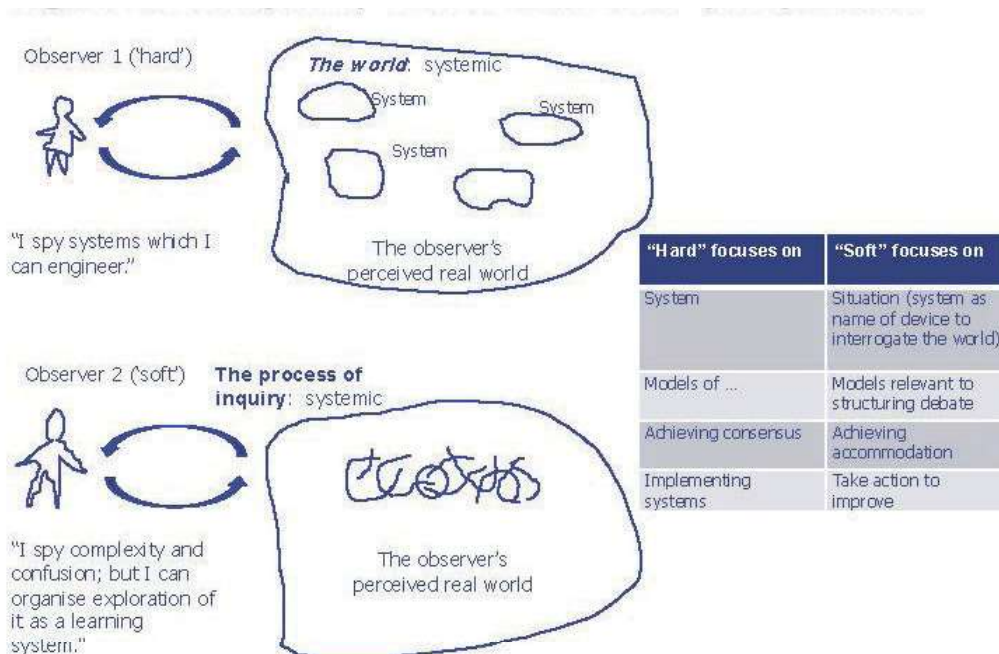 Observer 1 ('hard')
The world: systemic
System
System
System
"I spy systems which I
can engineer."
The observer's
perceived real world
"Hard" focuses on
"Soft" focuses on
System
Situation (system as
name of device to
interrogate the world)
Models of ...
Models relevant to
structuring debate
Achieving consensus
Achieving
accommodation
Implementing
systems
Take action to
improve
Observer 2 ('soft')
The process of
inquiry: systemic
The observer's
perceived real world
"I spy complexity and
confusion; but I can
organise exploration of
it as a learning
system."